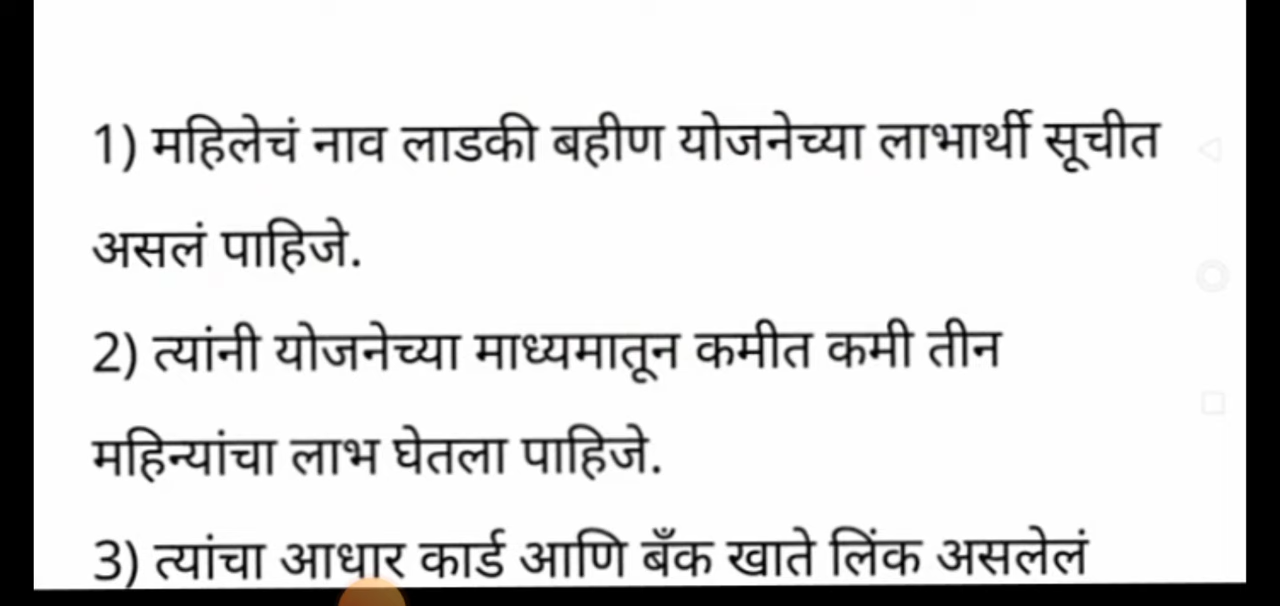 1) महिलेचं नाव लाडकी बहीण योजनेच्या लाभार्थी सूचीत
असलं पाहिजे.
2) त्यांनी योजनेच्या माध्यमातून कमीत कमी तीन
महिन्यांचा लाभ घेतला पाहिजे.
3) त्यांचा आधार कार्ड आणि बँक खाते लिंक असलेलं